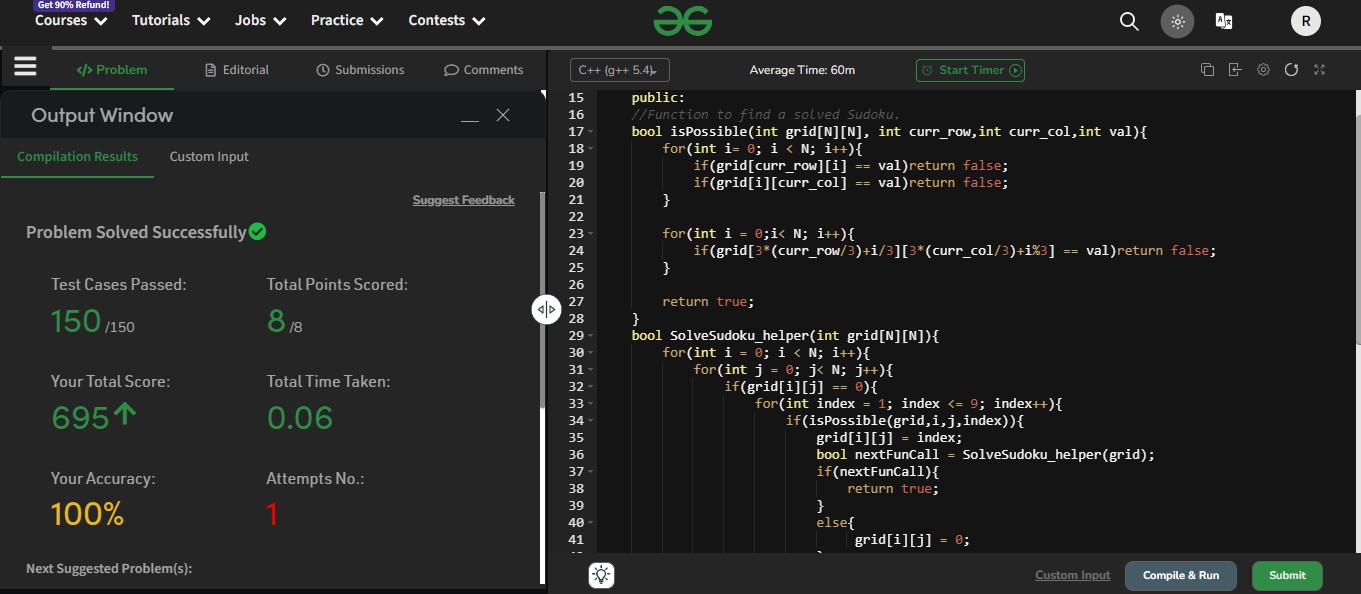 Get 90% Refund!
Courses
Tutorials
Jobs
Practice
Contests
R
</> Problem
Editorial
Submissions
Comments
C++ (g++ 5.4)
Average Time: 60m
Start Timer
Output Window
Compilation Results
Custom Input
Suggest Feedback
Problem Solved Successfully
Test Cases Passed:
Total Points Scored:
150 /150
8 /8
Your Total Score:
Total Time Taken:
695
0.06
Your Accuracy:
Attempts No.:
100%
1
Next Suggested Problem(s):
15 public:
16 //Function to find a solved Sudoku.
17 bool isPossible(int grid[N][N], int curr_row,int curr_col,int val){
18 for(int i= 0; i < N; i++){
19 if(grid[curr_row][i] == val)return false;
20 if(grid[i][curr_col] == val)return false;
21 }
22
23 for(int i = 0;i< N; i++){
24 if(grid[3*(curr_row/3)+i/3][3*(curr_col/3)+i%3] == val)return false;
25 }
26
27 return true;
28 }
29 bool SolveSudoku_helper(int grid[N][N]){
30 for(int i = 0; i < N; i++){
31 for(int j = 0; j< N; j++){
32 if(grid[i][j] == 0){
33 for(int index = 1; index <= 9; index++){
34 if(isPossible(grid,i,j,index)){
35 grid[i][j] = index;
36 bool nextFunCall = SolveSudoku_helper(grid);
37 if(nextFunCall){
38 return true;
39 }
40 else{
41 grid[i][j] = 0;
Custom Input
Compile & Run
Submit